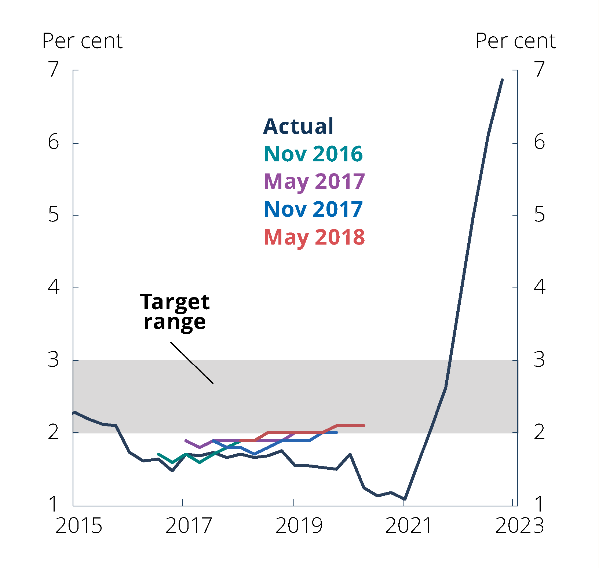 Per cent Per cent
7 7
Actual
Nov 2016
6 6
May 2017
Nov 2017
5 5
May 2018
4 4
Target
range
3 3
2 2
1 1
2015 2017 2019 2021 2023